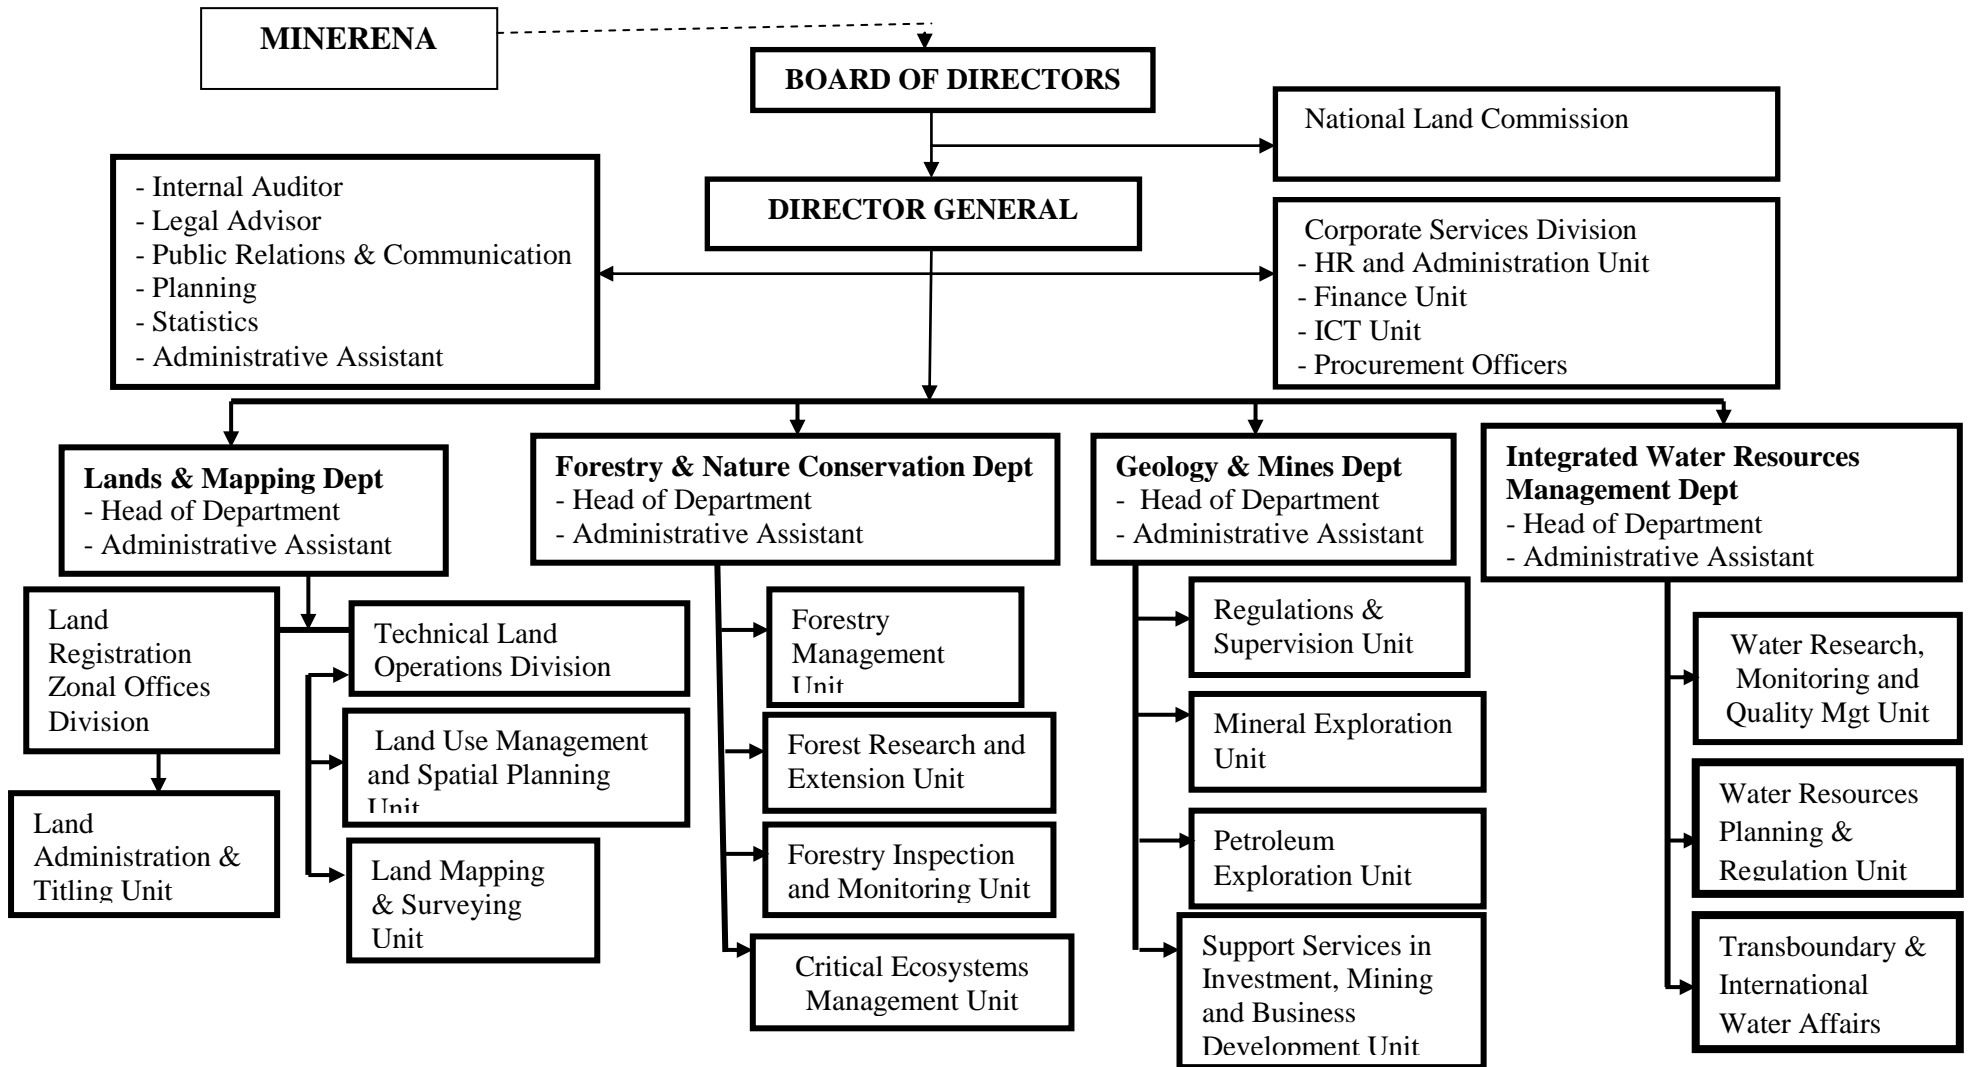 MINERENA
BOARD OF DIRECTORS
National Land Commission
- Internal Auditor
- Legal Advisor
- Public Relations & Communication
- Planning
- Statistics
- Administrative Assistant
DIRECTOR GENERAL
Corporate Services Division
- HR and Administration Unit
- Finance Unit
- ICT Unit
- Procurement Officers
Lands & Mapping Dept
- Head of Department
- Administrative Assistant
Forestry & Nature Conservation Dept
- Head of Department
- Administrative Assistant
Geology & Mines Dept
- Head of Department
- Administrative Assistant
Integrated Water Resources
Management Dept
- Head of Department
- Administrative Assistant
Land
Registration
Zonal Offices
Division
Land
Administration &
Titling Unit
Technical Land
Operations Division
Land Use Management
and Spatial Planning
Unit
Land Mapping
& Surveying
Unit
Forestry
Management
Unit
Forest Research and
Extension Unit
Forestry Inspection
and Monitoring Unit
Critical Ecosystems
Management Unit
Regulations &
Supervision Unit
Mineral Exploration
Unit
Petroleum
Exploration Unit
Support Services in
Investment, Mining
and Business
Development Unit
Water Research,
Monitoring and
Quality Mgt Unit
Water Resources
Planning &
Regulation Unit
Transboundary &
International
Water Affairs